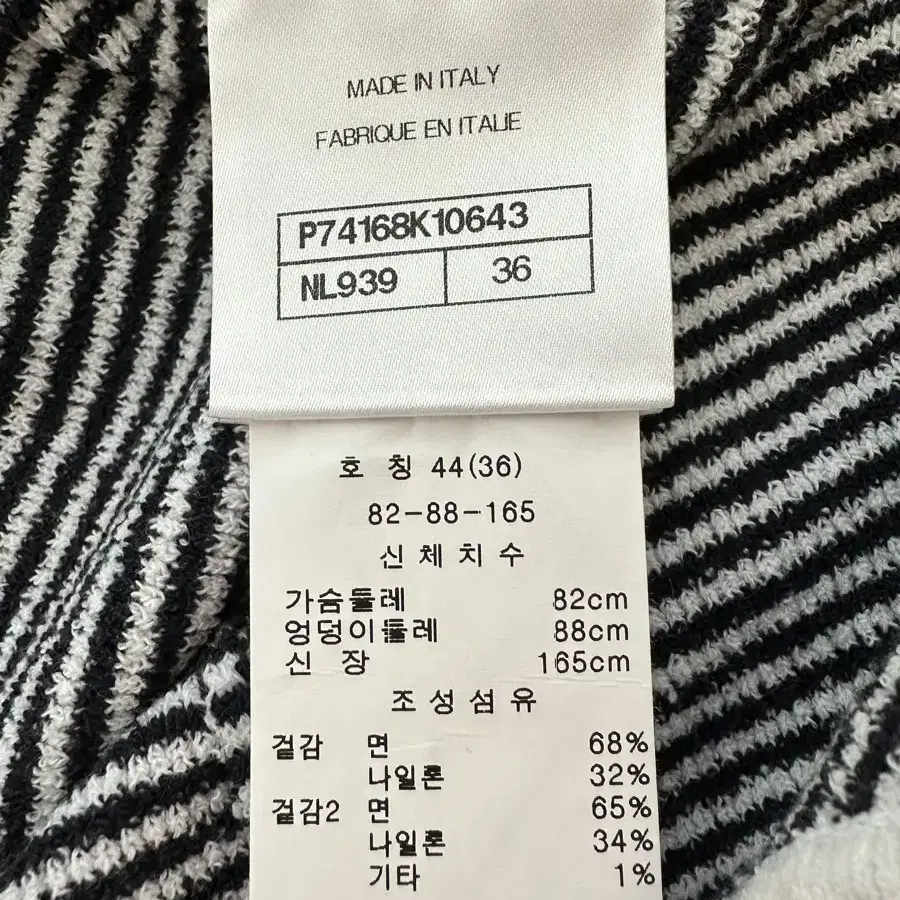 MADE IN ITALY
FABRIQUE EN ITALIE
P74168K10643
NL939 36
호 칭 44(36)
82-88-165
신 체 치 수
가슴둘레 82cm
엉덩이둘레 88cm
신 장 165cm
조 성 섬 유
겉감 면 68%
나일론 32%
겉감2 면 65%
나일론 34%
기타 1%